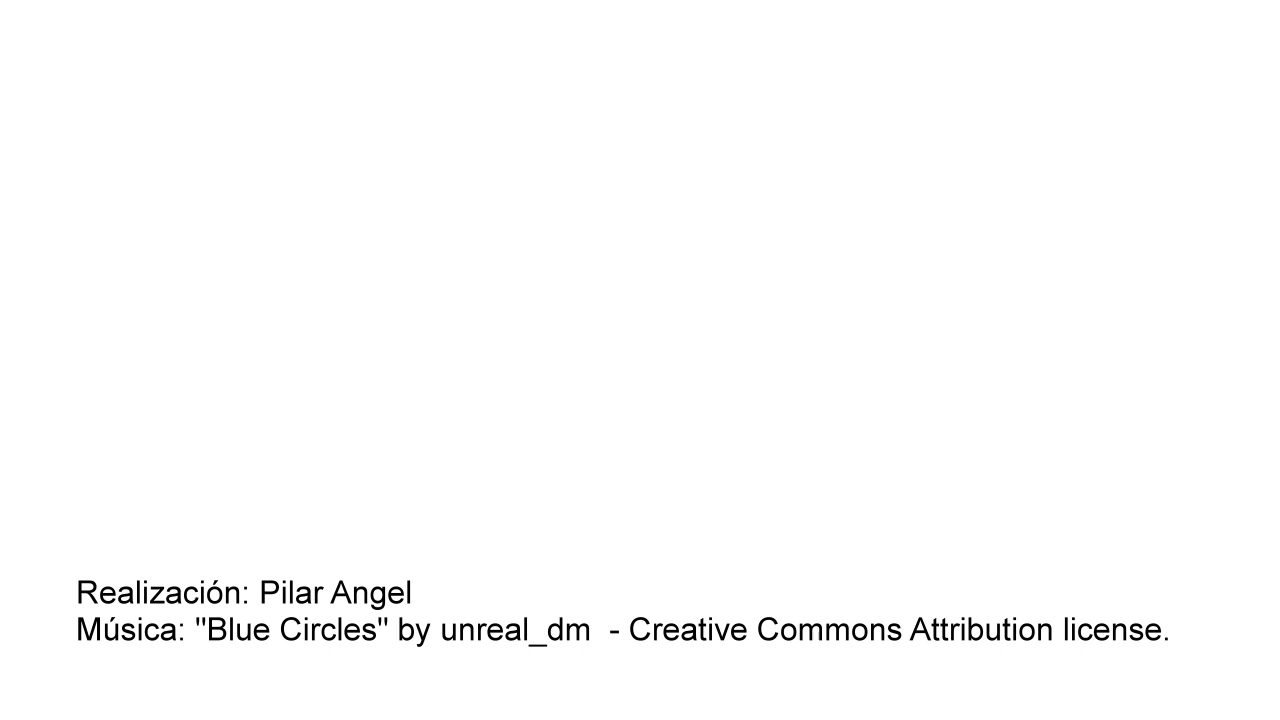 Realización: Pilar Angel
Música: "Blue Circles" by unreal_dm  - Creative Commons Attribution license.